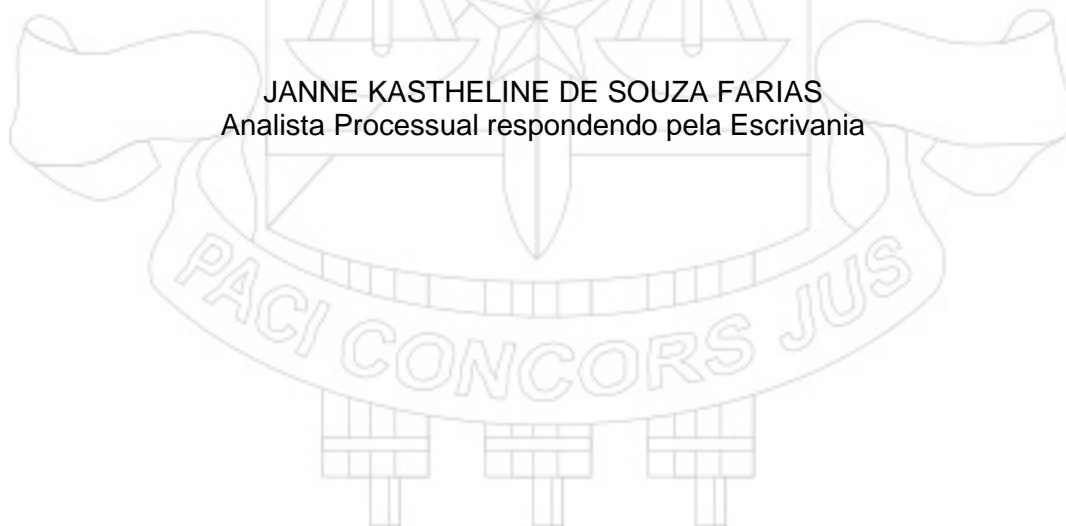 JANNE KASTHELINE DE SOUZA FARIAS
Analista Processual respondendo pela Escrivania
PACI CONCORS JUS